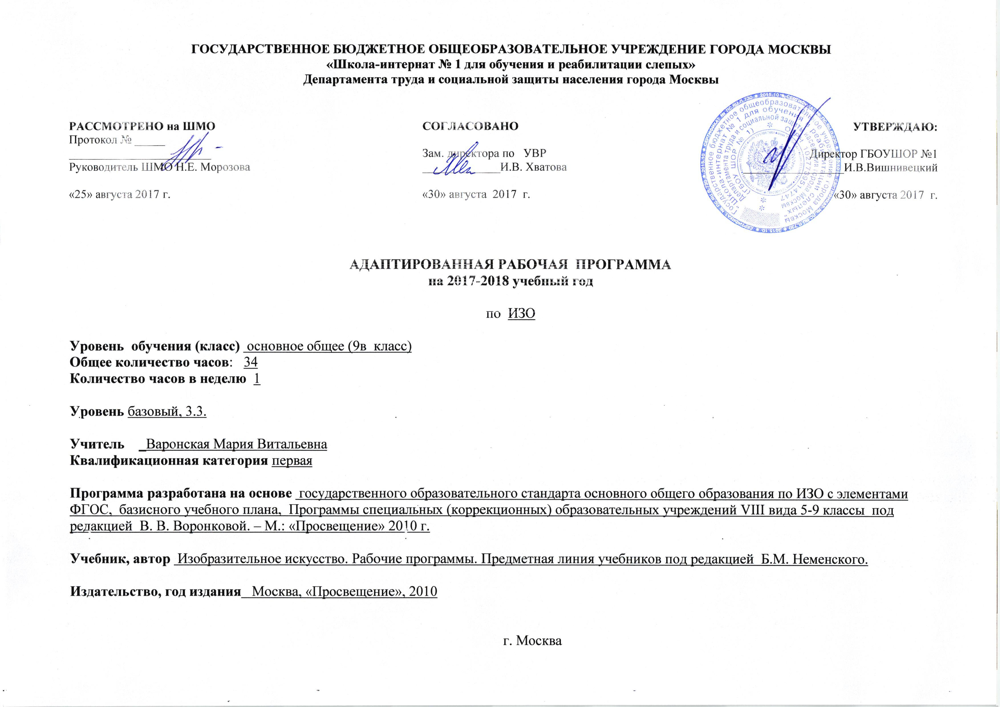 ГОСУДАРСТВЕННОЕ БЮДЖЕТНОЕ ОБЩЕОБРАЗОВАТЕЛЬНОЕ УЧРЕЖДЕНИЕ ГОРОДА МОСКВЫ
«Школа-интернат № 1 для обучения и реабилитации слепых»
Департамента труда и социальной защиты населения города Москвы
РАССМОТРЕНО на ШМО
Протокол № _____
Руководитель ШМО Н.Е. Морозова
«25» августа 2017 г.
СОГЛАСОВАНО
Зам. директора по УВР
_____________И.В. Хватова
«30» августа 2017 г.
УТВЕРЖДАЮ:
Директор ГБОУШОР №1
_________________И.В.Вишнивецкий
«30» августа 2017 г.
Государственное бюджетное общеобразовательное учреждение города Москвы
"Школа-интернат № 1 для обучения и реабилитации слепых"
Департамента труда и социальной защиты населения города Москвы
(ГБОУ ШОР № 1)
ОГРН 1027739514747
АДАПТИРОВАННАЯ РАБОЧАЯ ПРОГРАММА
на 2017-2018 учебный год
по ИЗО
Уровень обучения (класс) основное общее (9в класс)
Общее количество часов: 34
Количество часов в неделю 1
Уровень базовый, 3.3.
Учитель _Варонская Мария Витальевна
Квалификационная категория первая
Программа разработана на основе государственного образовательного стандарта основного общего образования по ИЗО с элементами
ФГОС, базисного учебного плана, Программы специальных (коррекционных) образовательных учреждений VIII вида 5-9 классы под
редакцией В. В. Воронковой. – М.: «Просвещение» 2010 г.
Учебник, автор Изобразительное искусство. Рабочие программы. Предметная линия учебников под редакцией Б.М. Неменского.
Издательство, год издания Москва, «Просвещение», 2010
г. Москва